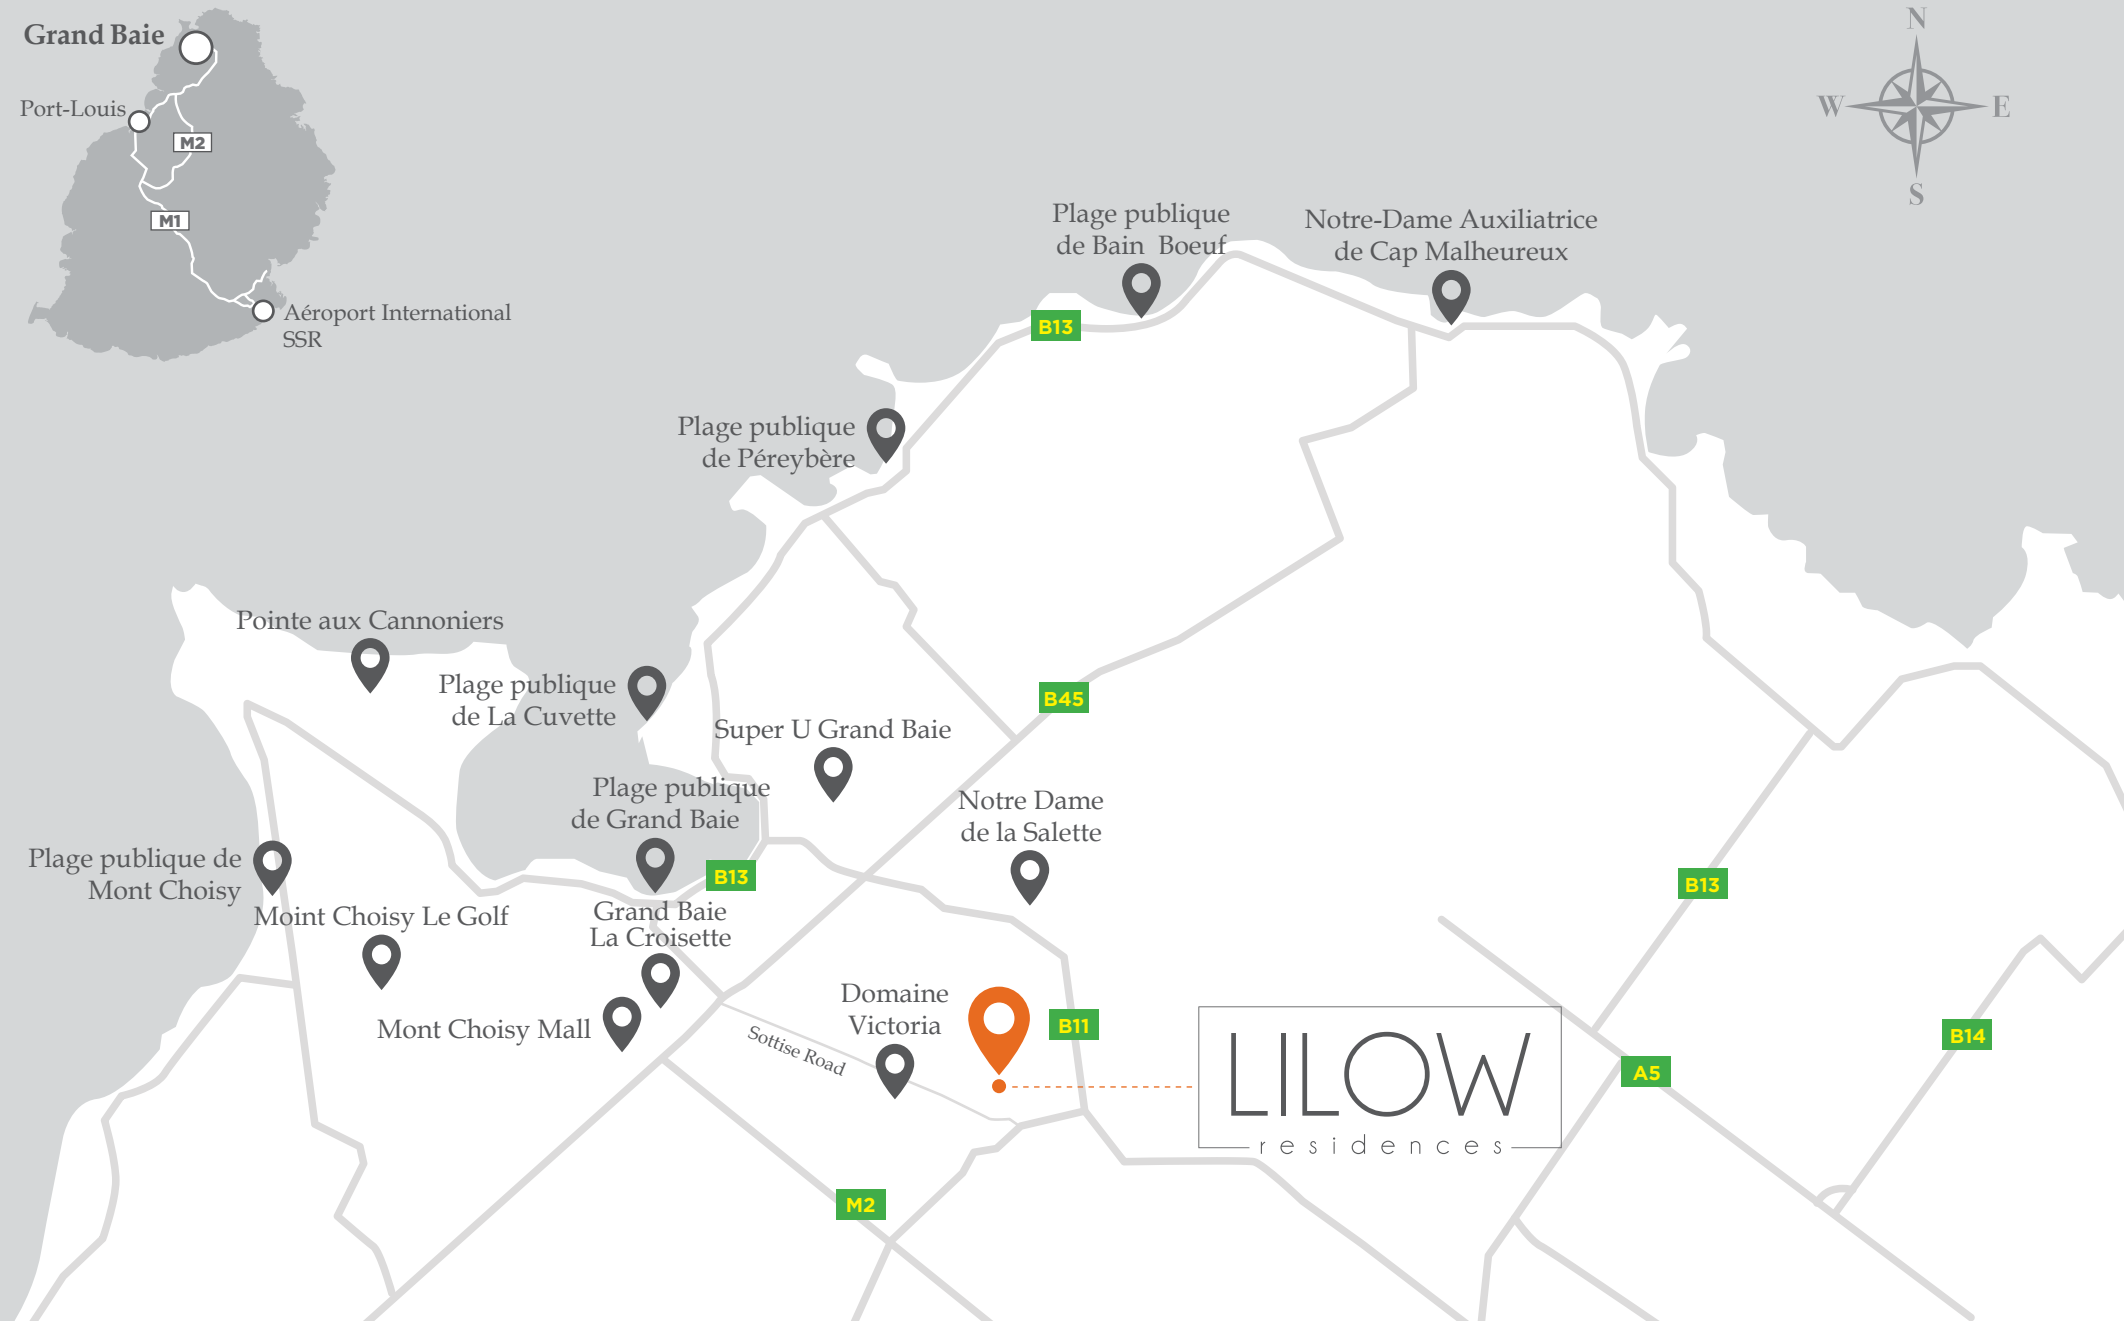 Grand Baie
Port-Louis
M2
M1
Aéroport International
SSR
N
W
E
S
Plage publique
de Bain Boeuf
Notre-Dame Auxiliatrice
de Cap Malheureux
B13
Plage publique
de Péreybère
Pointe aux Cannoniers
Plage publique
de La Cuvette
B45
Super U Grand Baie
Plage publique
de Grand Baie
Notre Dame
de la Salette
Plage publique de
Mont Choisy
B13
B13
Moint Choisy Le Golf
Grand Baie
La Croisette
Domaine
Victoria
Mont Choisy Mall
Sottise Road
B11
B14
A5
LILOW
residences
M2